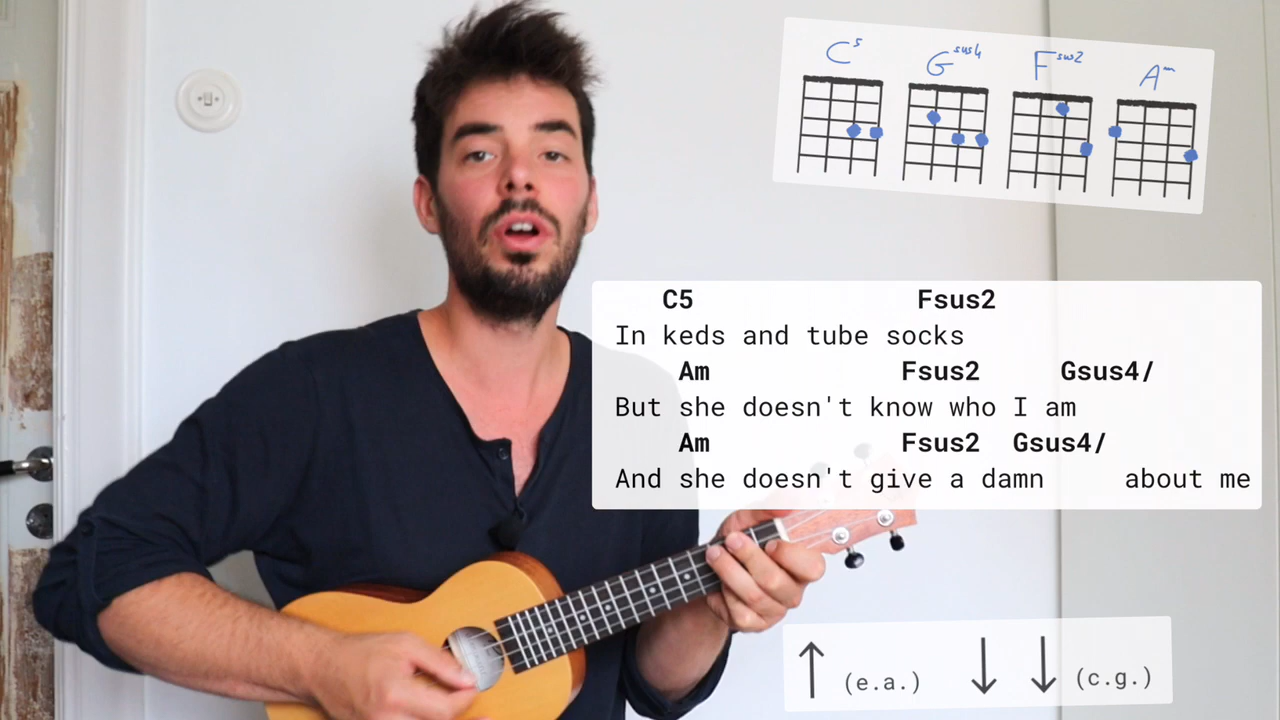 C5 Gsus4 Fsus2 Am
C5 Fsus2
In keds and tube socks
Am Fsus2 Gsus4/
But she doesn't know who I am
Am Fsus2 Gsus4/
And she doesn't give a damn about me
(e.a.) (c.g.)